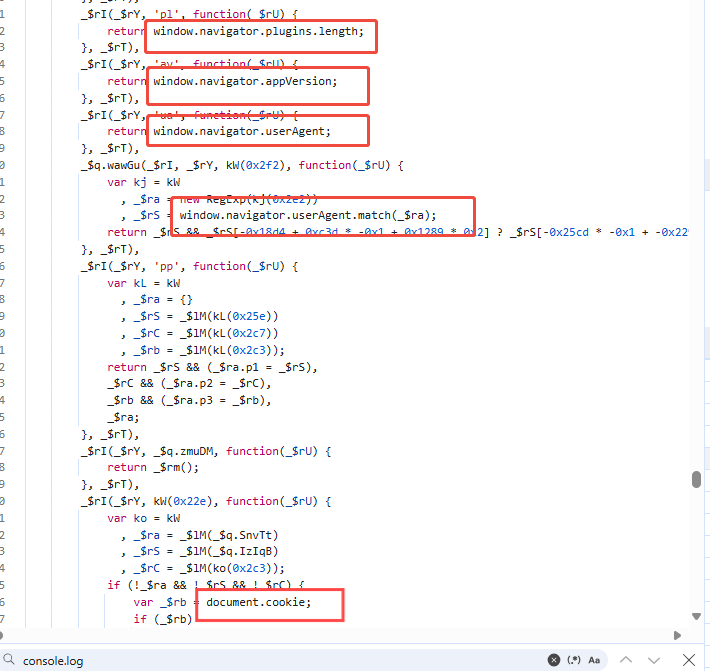 _$rI(_$rY, 'pl', function(_$rU) {
return window.navigator.plugins.length;
}, _$rT),
_$rI(_$rY, 'av', function(_$rU) {
return window.navigator.appVersion;
}, _$rT),
_$rI(_$rY, 'ua', function(_$rU) {
return window.navigator.userAgent;
}, _$rT),
_$q.wawGu(_$rI, _$rY, kW(0x2f2), function(_$rU) {
var kj = kW
, _$ra = new RegExp(kj(0x2e2))
, _$rS = window.navigator.userAgent.match(_$ra);
return _$rS && _$rS[-0x18d4 + 0xc3d * -0x1 + 0x1289 * 0x2] ? _$rS[-0x25cd * -0x1 + -0x229
}, _$rT),
_$rI(_$rY, 'pp', function(_$rU) {
var kL = kW
, _$ra = {}
, _$rS = _$lM(kL(0x25e))
, _$rC = _$lM(kL(0x2c7))
, _$rb = _$lM(kL(0x2c3));
return _$rS && (_$ra.p1 = _$rS),
_$rC && (_$ra.p2 = _$rC),
_$rb && (_$ra.p3 = _$rb),
_$ra;
}, _$rT),
_$rI(_$rY, _$q.zmuDM, function(_$rU) {
return _$rm();
}, _$rT),
_$rI(_$rY, kW(0x22e), function(_$rU) {
var ko = kW
, _$ra = _$lM(_$q.SnvTt)
, _$rS = _$lM(_$q.IzIqB)
, _$rC = _$lM(ko(0x2c3));
if (!_$ra && !_$rS && !_$rC) {
var _$rb = document.cookie;
if (_$rb)
console.log
(.*) Aa